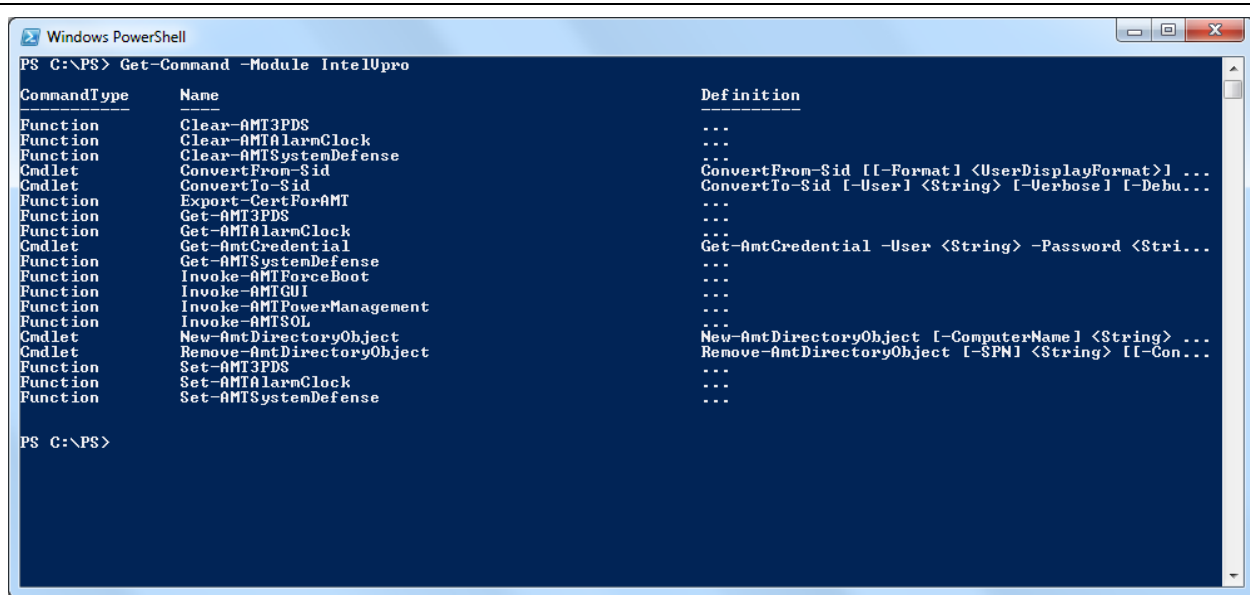 Windows PowerShell
PS C:\PS> Get-Command -Module IntelVpro
CommandType Name Definition
----------- ---- ----------
Function Clear-AMT3PDS ...
Function Clear-AMTAlarmClock ...
Function Clear-AMTSystemDefense ...
Cmdlet ConvertFrom-Sid ConvertFrom-Sid [[-Format] <UserDisplayFormat>] ...
Cmdlet ConvertTo-Sid ConvertTo-Sid [-User] <String> [-Verbose] [-Debu...
Function Export-CertForAMT ...
Function Get-AMT3PDS ...
Function Get-AMTAlarmClock ...
Cmdlet Get-AmtCredential Get-AmtCredential -User <String> -Password <Stri...
Function Get-AMTSystemDefense ...
Function Invoke-AMTForceBoot ...
Function Invoke-AMTGUI ...
Function Invoke-AMTPowerManagement ...
Function Invoke-AMTSOL ...
Cmdlet New-AmtDirectoryObject New-AmtDirectoryObject [-ComputerName] <String> ...
Cmdlet Remove-AmtDirectoryObject Remove-AmtDirectoryObject [-SPN] <String> [[-Con...
Function Set-AMT3PDS ...
Function Set-AMTAlarmClock ...
Function Set-AMTSystemDefense ...
PS C:\PS>